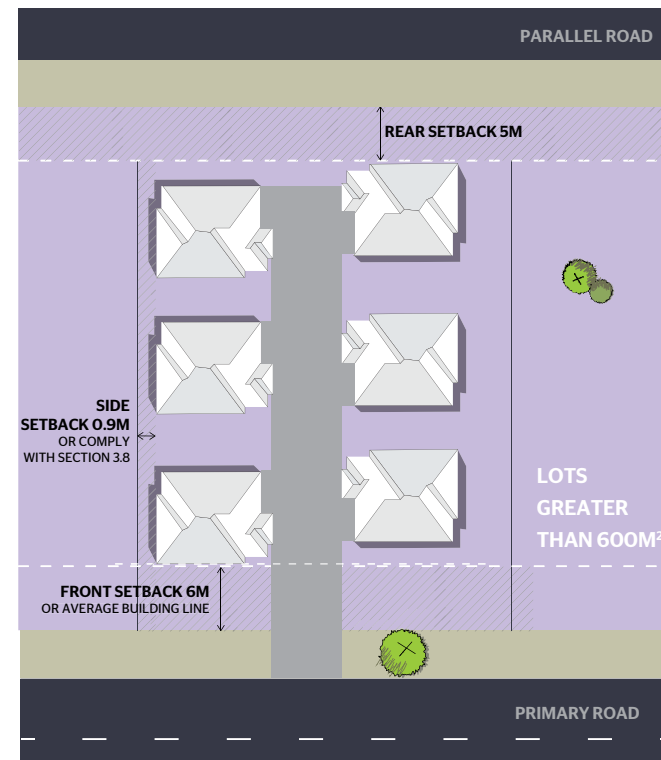 PARALLEL ROAD
REAR SETBACK 5M
SIDE
SETBACK 0.9M
OR COMPLY
WITH SECTION 3.8
LOTS
GREATER
THAN 600M²
FRONT SETBACK 6M
OR AVERAGE BUILDING LINE
PRIMARY ROAD